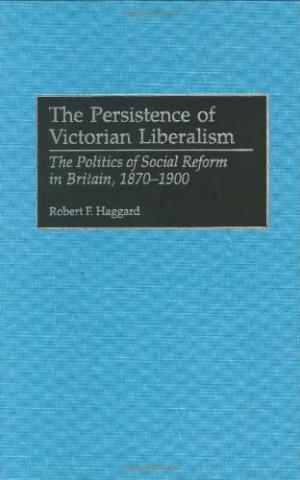 The Persistence of
Victorian Liberalism
The Politics of Social Reform
in Britain, 1870–1900
Robert F. Haggard